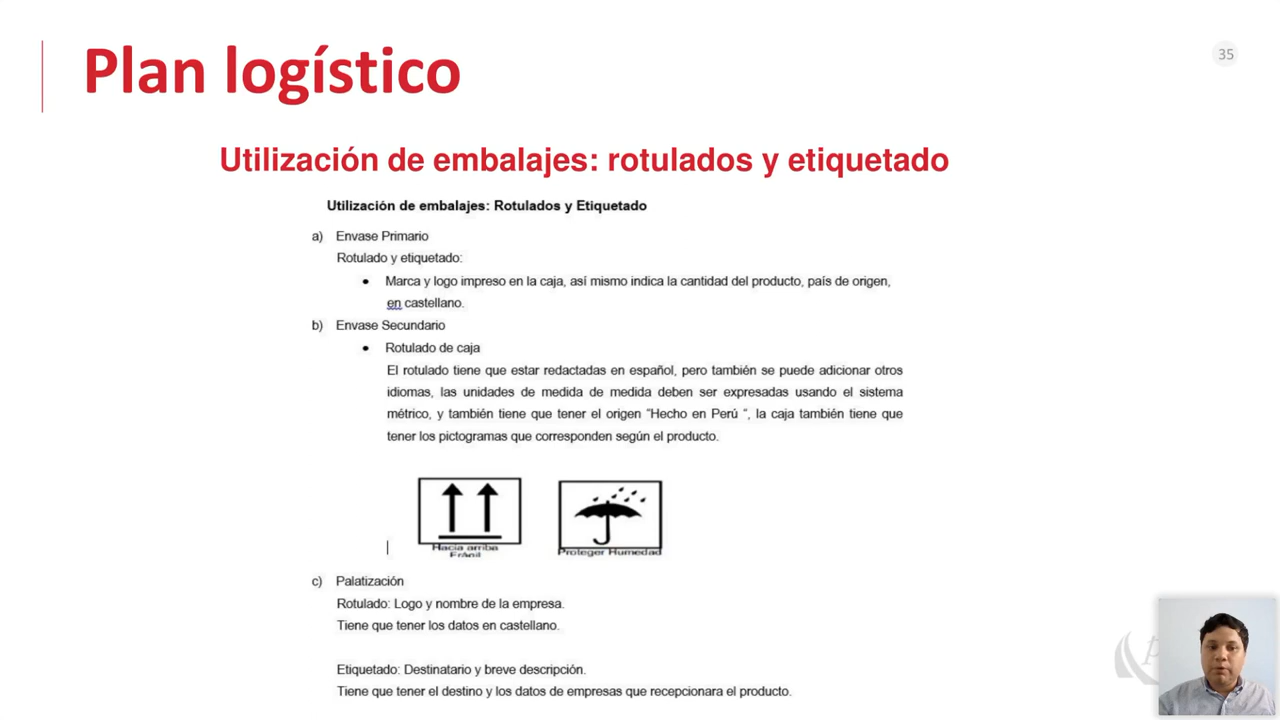 Plan logístico
35
Utilización de embalajes: rotulados y etiquetado
Utilización de embalajes: Rotulados y Etiquetado
a) Envase Primario
Rotulado y etiquetado:
• Marca y logo impreso en la caja, así mismo indica la cantidad del producto, país de origen,
en castellano.
b) Envase Secundario
• Rotulado de caja
El rotulado tiene que estar redactadas en español, pero también se puede adicionar otros
idiomas, las unidades de medida de medida deben ser expresadas usando el sistema
métrico, y también tiene que tener el origen “Hecho en Perú “, la caja también tiene que
tener los pictogramas que corresponden según el producto.
Hacia arriba
Frágil
Proteger Humedad
c) Palatización
Rotulado: Logo y nombre de la empresa.
Tiene que tener los datos en castellano.
Etiquetado: Destinatario y breve descripción.
Tiene que tener el destino y los datos de empresas que recepcionara el producto.